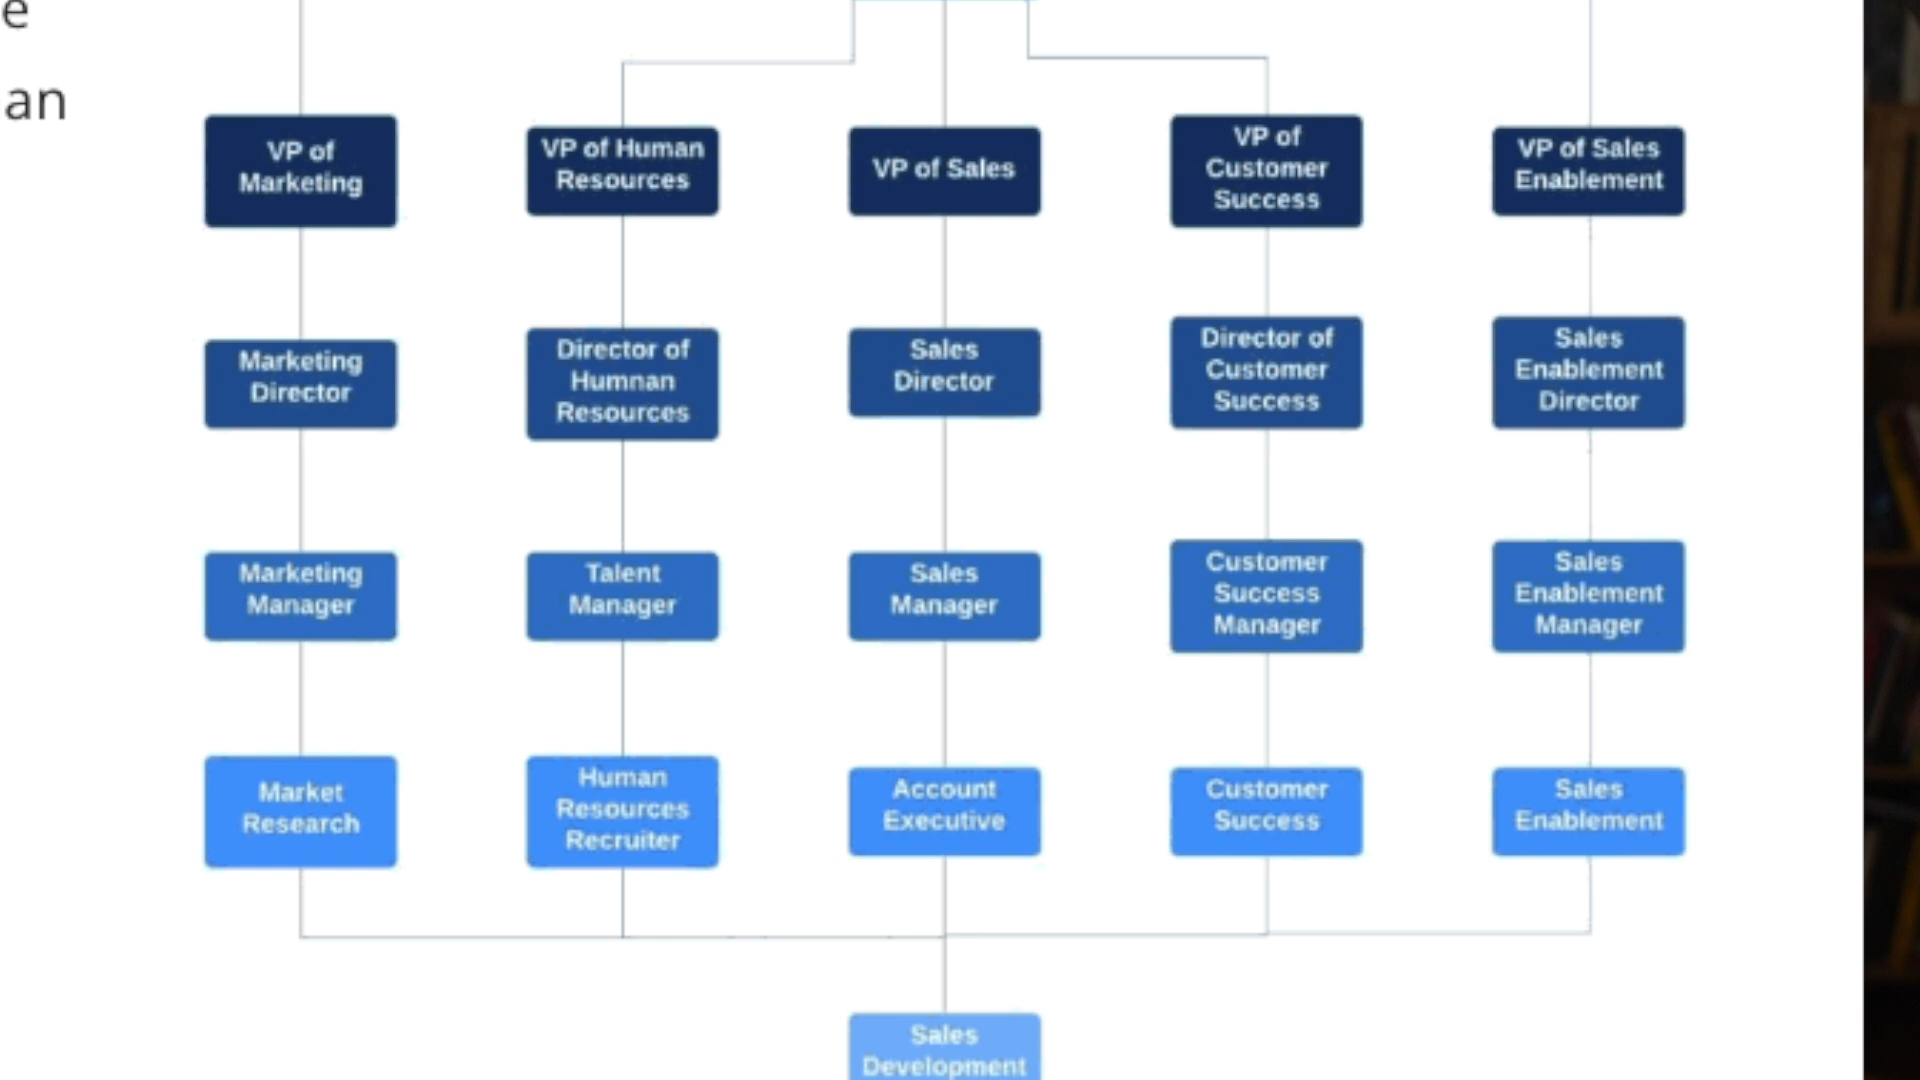 e
an
VP of
Marketing
VP of Human
Resources
VP of Sales
VP of
Customer
Success
VP of Sales
Enablement
Marketing
Director
Director of
Humnan
Resources
Sales
Director
Director of
Customer
Success
Sales
Enablement
Director
Marketing
Manager
Talent
Manager
Sales
Manager
Customer
Success
Manager
Sales
Enablement
Manager
Market
Research
Human
Resources
Recruiter
Account
Executive
Customer
Success
Sales
Enablement
Sales
Development